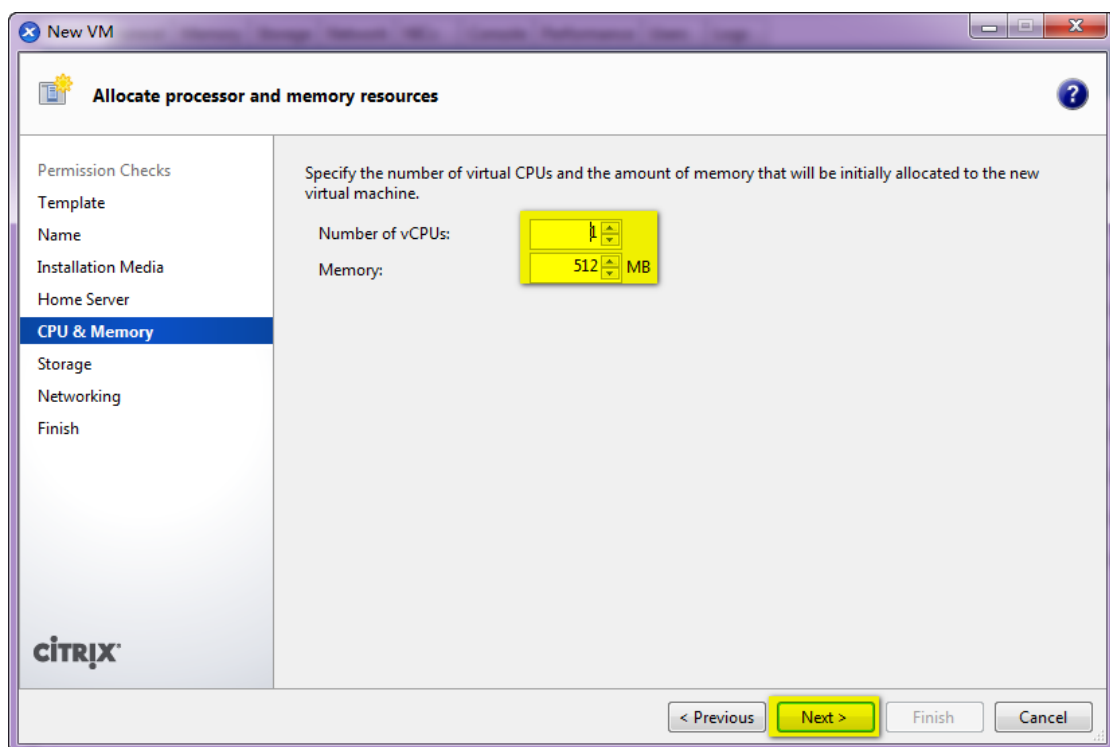 New VM
Allocate processor and memory resources
?
Permission Checks
Template
Name
Installation Media
Home Server
CPU & Memory
Storage
Networking
Finish
Specify the number of virtual CPUs and the amount of memory that will be initially allocated to the new
virtual machine.
Number of vCPUs: 1
Memory: 512 MB
CITRIX
< Previous Next > Finish Cancel